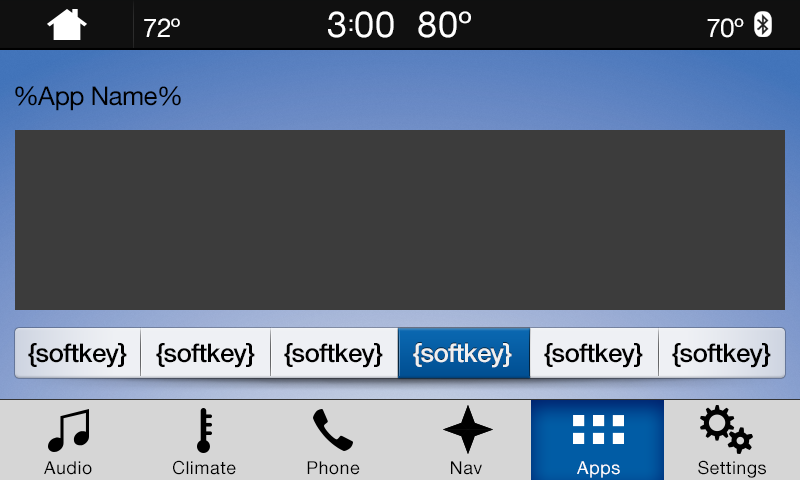 72º 3:00 80º 70º
%App Name%
{softkey} {softkey} {softkey} {softkey} {softkey} {softkey}
Audio Climate Phone Nav Apps Settings